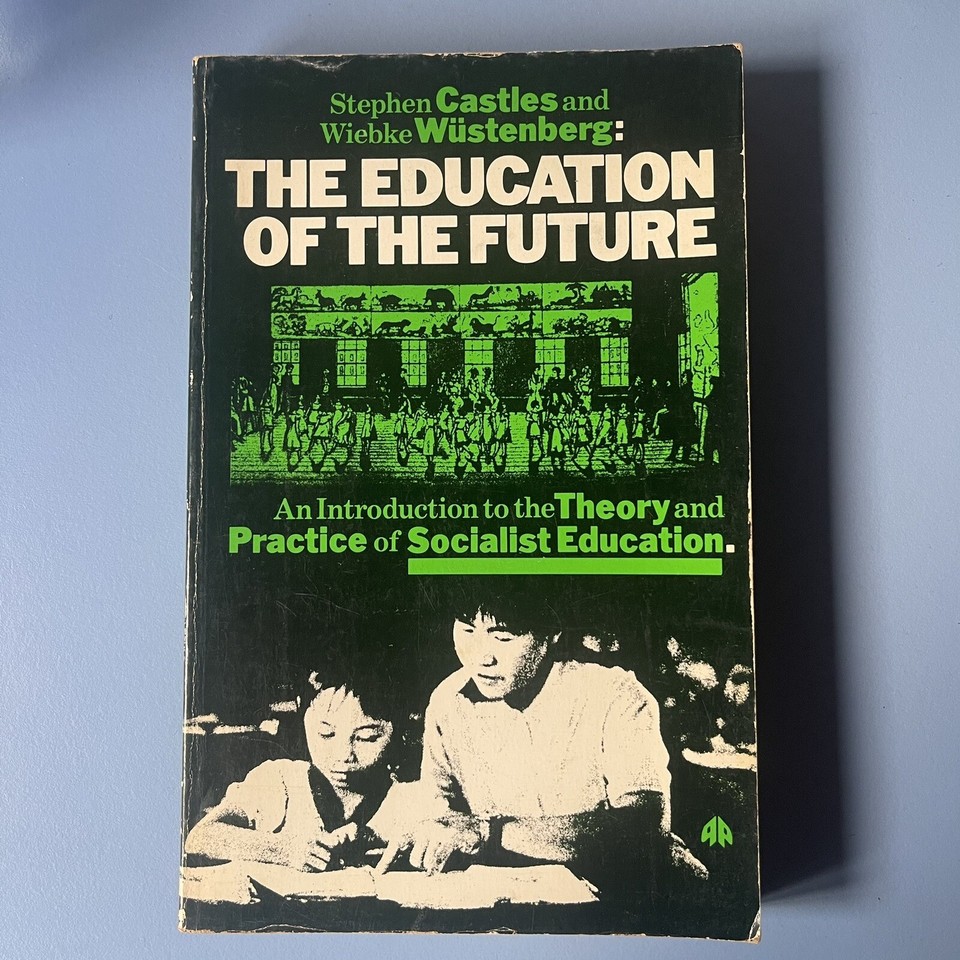 Stephen Castles and
Wiebke Wüstenberg:
THE EDUCATION
OF THE FUTURE
An Introduction to the Theory and
Practice of Socialist Education.